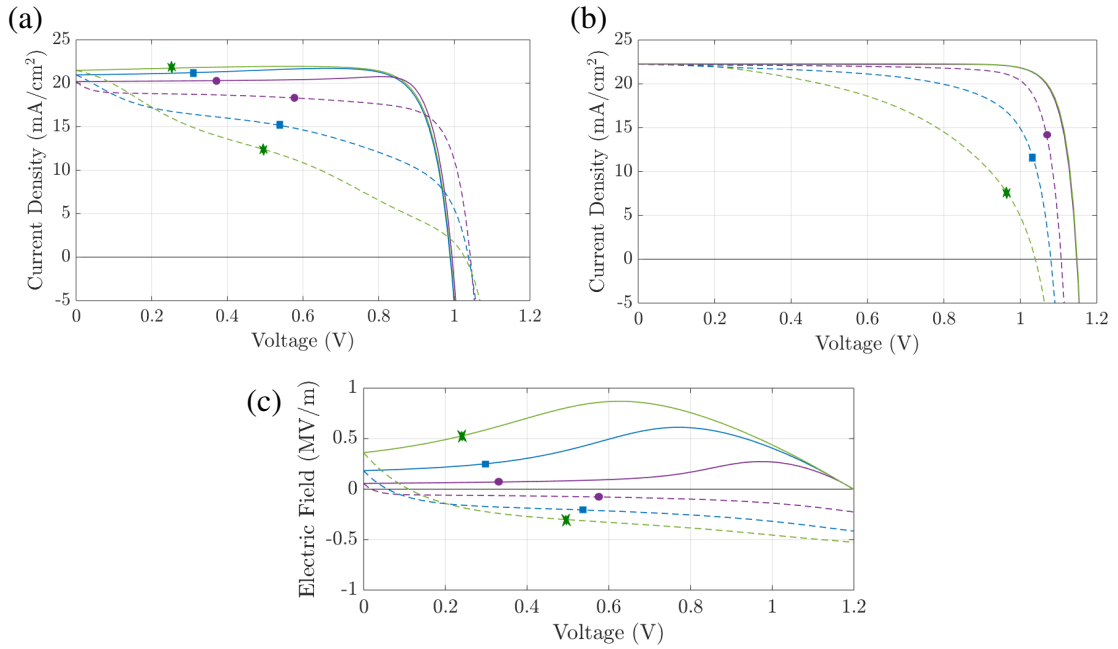 (a)
25
20
15
10
5
0
-5
0 0.2 0.4 0.6 0.8 1 1.2
Voltage (V)
Current Density (mA/cm²)
(b)
25
20
15
10
5
0
-5
0 0.2 0.4 0.6 0.8 1 1.2
Voltage (V)
Current Density (mA/cm²)
(c)
1
0.5
0
-0.5
-1
0 0.2 0.4 0.6 0.8 1 1.2
Voltage (V)
Electric Field (MV/m)